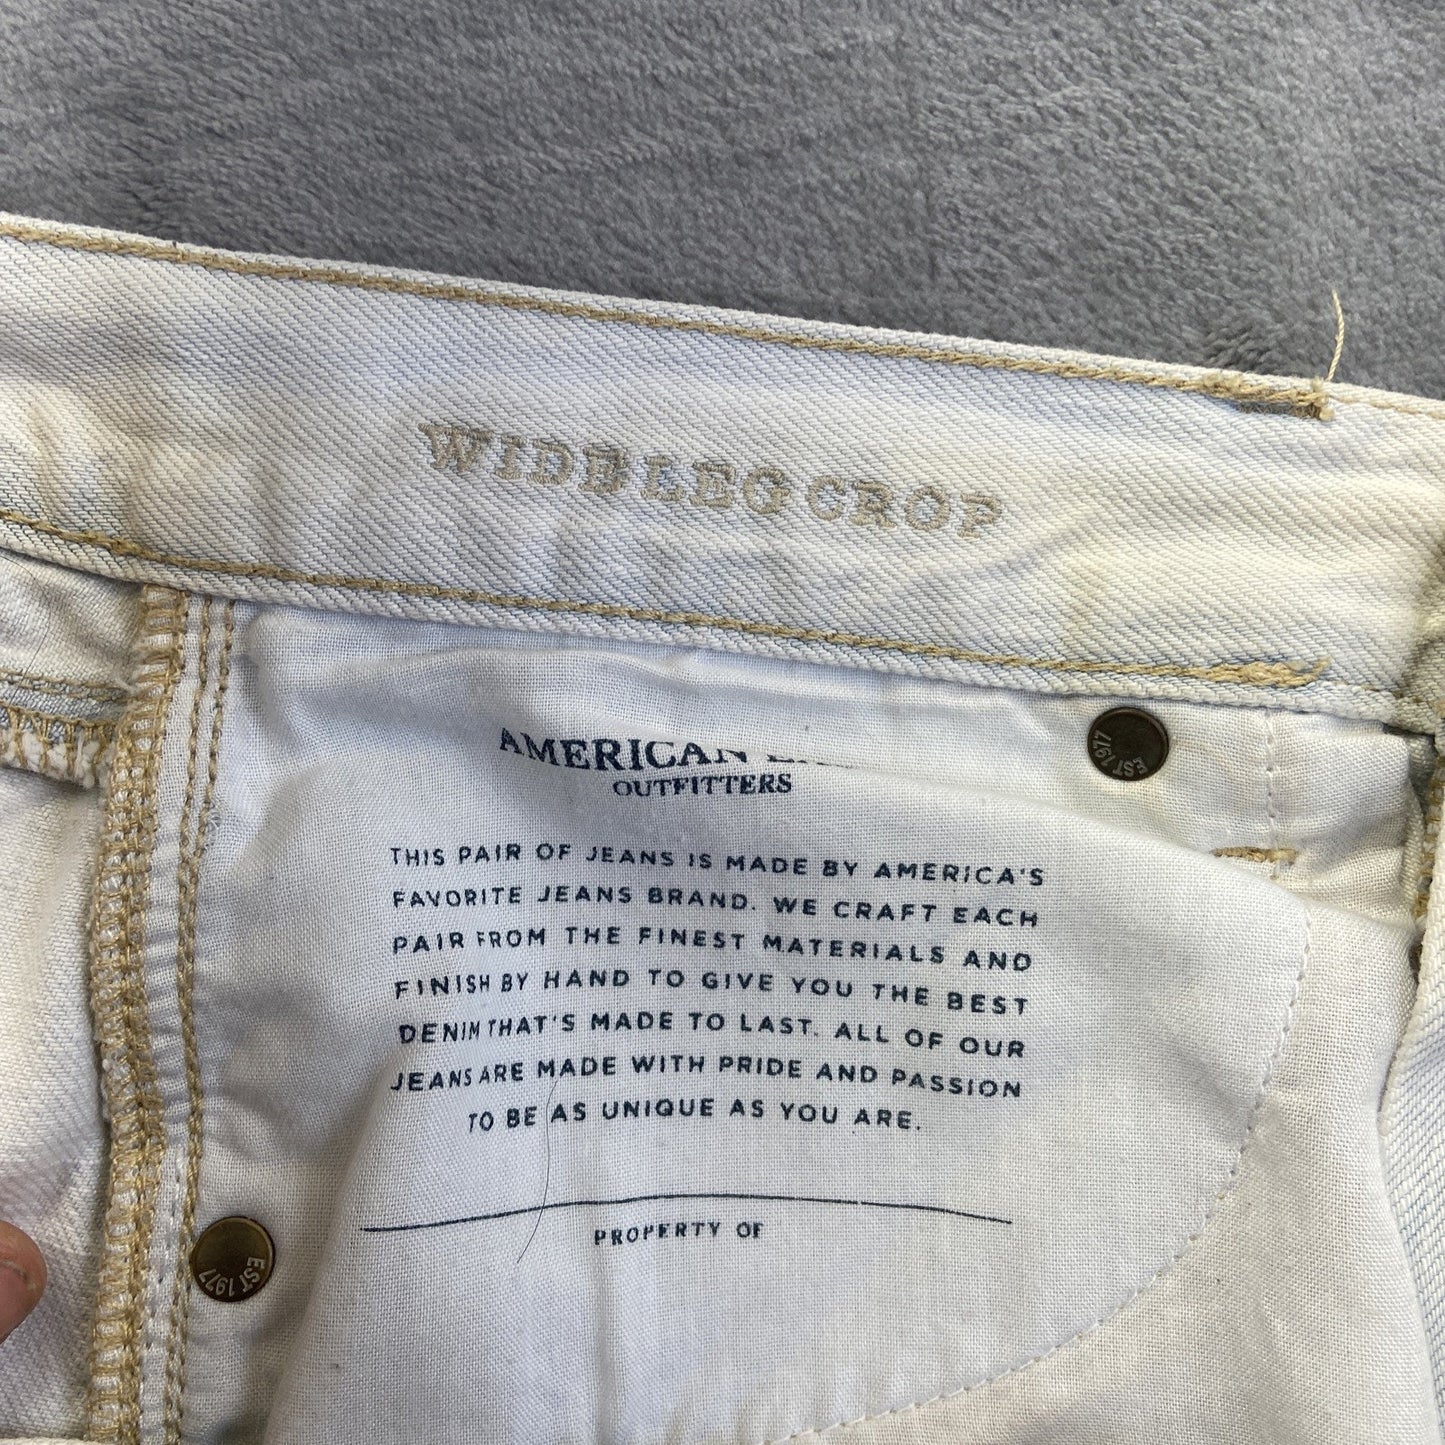 WIDE LEG CROP
AMERICAN
OUTFITTERS
EST 1977
THIS PAIR OF JEANS IS MADE BY AMERICA'S
FAVORITE JEANS BRAND. WE CRAFT EACH
PAIR FROM THE FINEST MATERIALS AND
FINISH BY HAND TO GIVE YOU THE BEST
DENIM THAT'S MADE TO LAST. ALL OF OUR
JEANS ARE MADE WITH PRIDE AND PASSION
TO BE AS UNIQUE AS YOU ARE.
PROPERTY OF
EST 1977